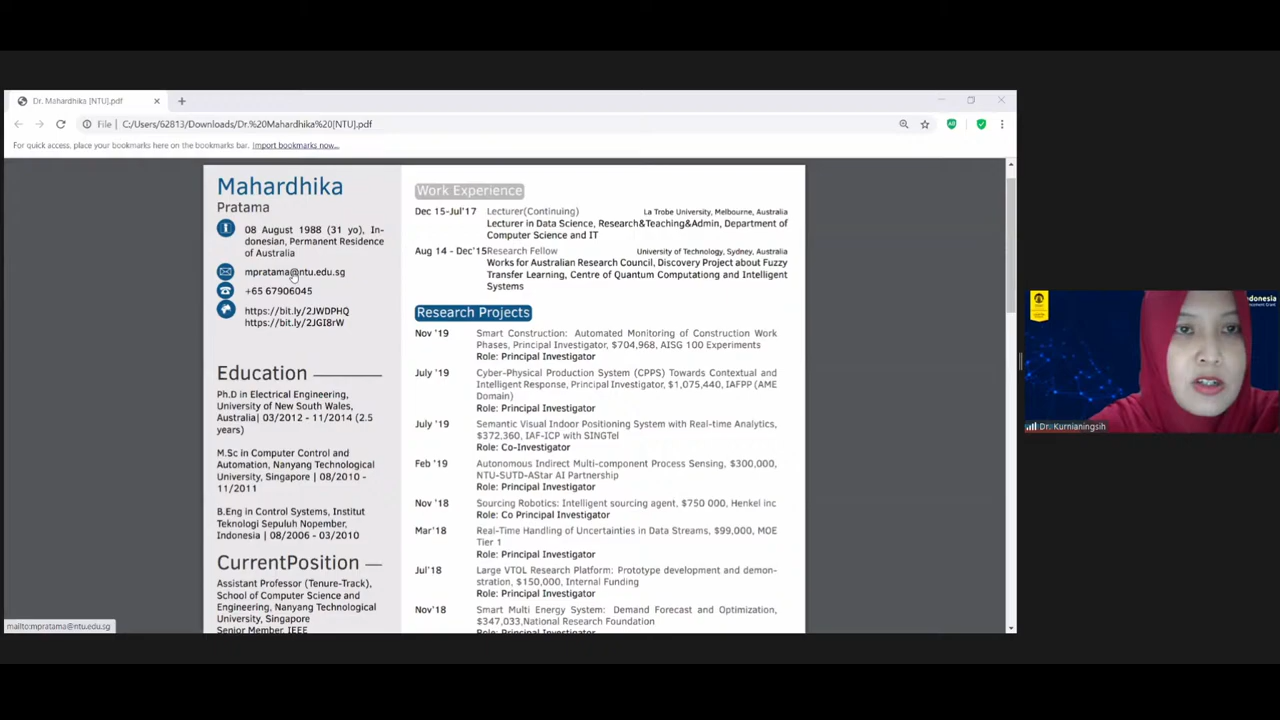 Dr. Mahardhika [NTU].pdf
File
C:/Users/62813/Downloads/Dr.%20Mahardhika%20[NTU].pdf
For quick access, place your bookmarks here on the bookmarks bar. Import bookmarks now...
Mahardhika
Pratama
08 August 1988 (31 yo), In-
donesian, Permanent Residence
of Australia
mpratama@ntu.edu.sg
+65 67906045
https://bit.ly/2JWDPHQ
https://bit.ly/2JGI8rW
Education
Ph.D in Electrical Engineering,
University of New South Wales,
Australia| 03/2012 - 11/2014 (2.5
years)
M.Sc in Computer Control and
Automation, Nanyang Technological
University, Singapore | 08/2010 -
11/2011
B.Eng in Control Systems, Institut
Teknologi Sepuluh Nopember,
Indonesia | 08/2006 - 03/2010
CurrentPosition
Assistant Professor (Tenure-Track),
School of Computer Science and
Engineering, Nanyang Technological
University, Singapore
Senior Member, IEEE
Work Experience
Dec 15-Jul'17 Lecturer(Continuing) La Trobe University, Melbourne, Australia
Lecturer in Data Science, Research&Teaching&Admin, Department of
Computer Science and IT
Aug 14 - Dec'15Research Fellow University of Technology, Sydney, Australia
Works for Australian Research Council, Discovery Project about Fuzzy
Transfer Learning, Centre of Quantum Computationg and Intelligent
Systems
Research Projects
Nov '19 Smart Construction: Automated Monitoring of Construction Work
Phases, Principal Investigator, $704,968, AISG 100 Experiments
Role: Principal Investigator
July '19 Cyber-Physical Production System (CPPS) Towards Contextual and
Intelligent Response, Principal Investigator, $1,075,440, IAFPP (AME
Domain)
Role: Principal Investigator
July '19 Semantic Visual Indoor Positioning System with Real-time Analytics,
$372,360, IAF-ICP with SINGTel
Role: Co-Investigator
Feb '19 Autonomous Indirect Multi-component Process Sensing, $300,000,
NTU-SUTD-AStar AI Partnership
Role: Principal Investigator
Nov '18 Sourcing Robotics: Intelligent sourcing agent, $750 000, Henkel inc
Role: Co Principal Investigator
Mar'18 Real-Time Handling of Uncertainties in Data Streams, $99,000, MOE
Tier 1
Role: Principal Investigator
Jul'18 Large VTOL Research Platform: Prototype development and demon-
stration, $150,000, Internal Funding
Role: Principal Investigator
Nov'18 Smart Multi Energy System: Demand Forecast and Optimization,
$347,033,National Research Foundation
Role: Principal Investigator
mailto:mpratama@ntu.edu.sg
donesia
Dr. Kurnianingsih